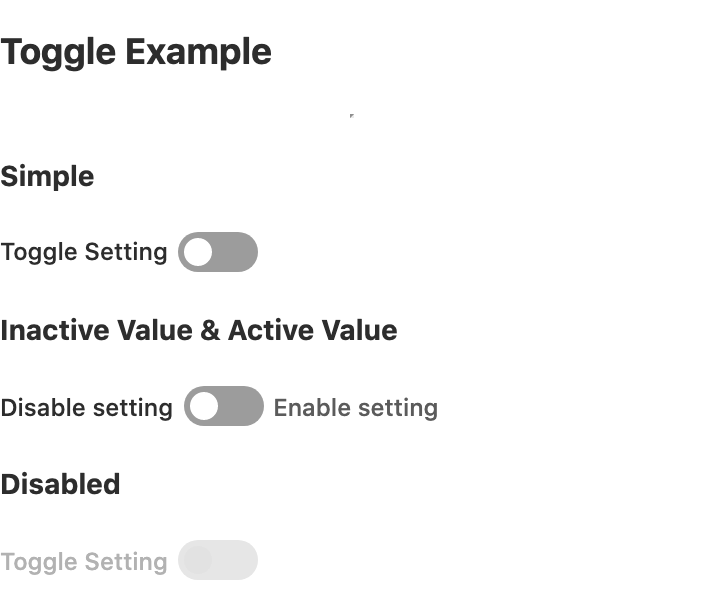 Toggle Example
Simple
Toggle Setting
Inactive Value & Active Value
Disable setting Enable setting
Disabled
Toggle Setting